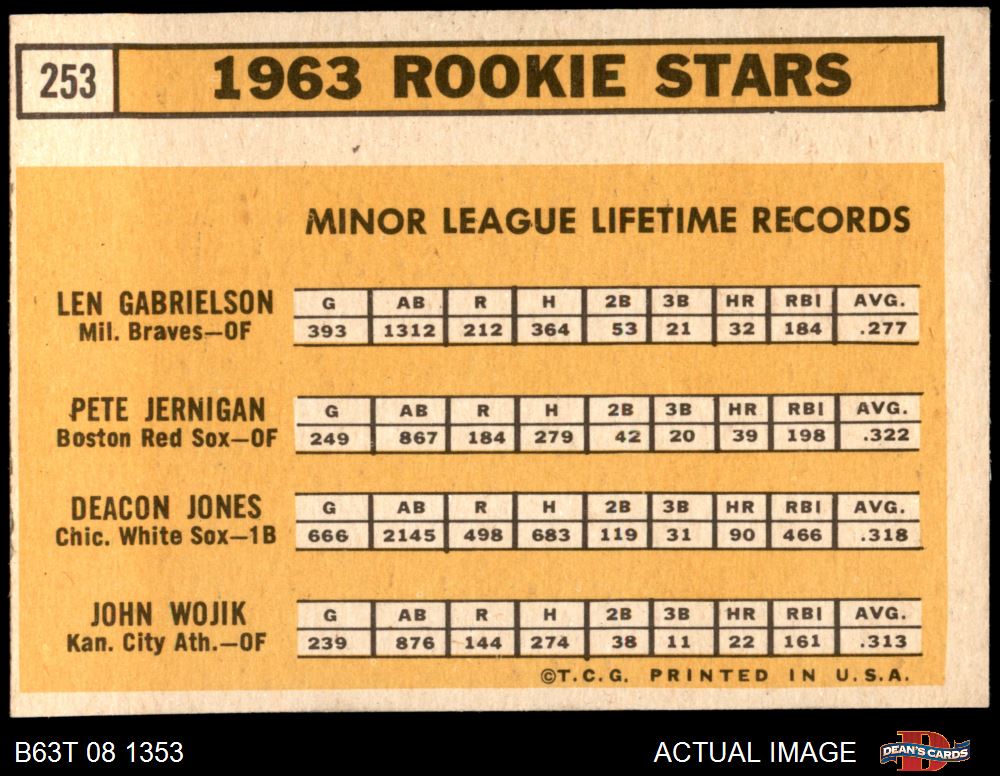 253 1963 ROOKIE STARS
MINOR LEAGUE LIFETIME RECORDS
LEN GABRIELSON G AB R H 2B 3B HR RBI AVG.
Mil. Braves—OF 393 1312 212 364 53 21 32 184 .277
PETE JERNIGAN G AB R H 2B 3B HR RBI AVG.
Boston Red Sox—OF 249 867 184 279 42 20 39 198 .322
DEACON JONES G AB R H 2B 3B HR RBI AVG.
Chic. White Sox—1B 666 2145 498 683 119 31 90 466 .318
JOHN WOJIK G AB R H 2B 3B HR RBI AVG.
Kan. City Ath.—OF 239 876 144 274 38 11 22 161 .313
©T.C.G. PRINTED IN U.S.A.
B63T 08 1353 ACTUAL IMAGE D DEAN'S CARDS